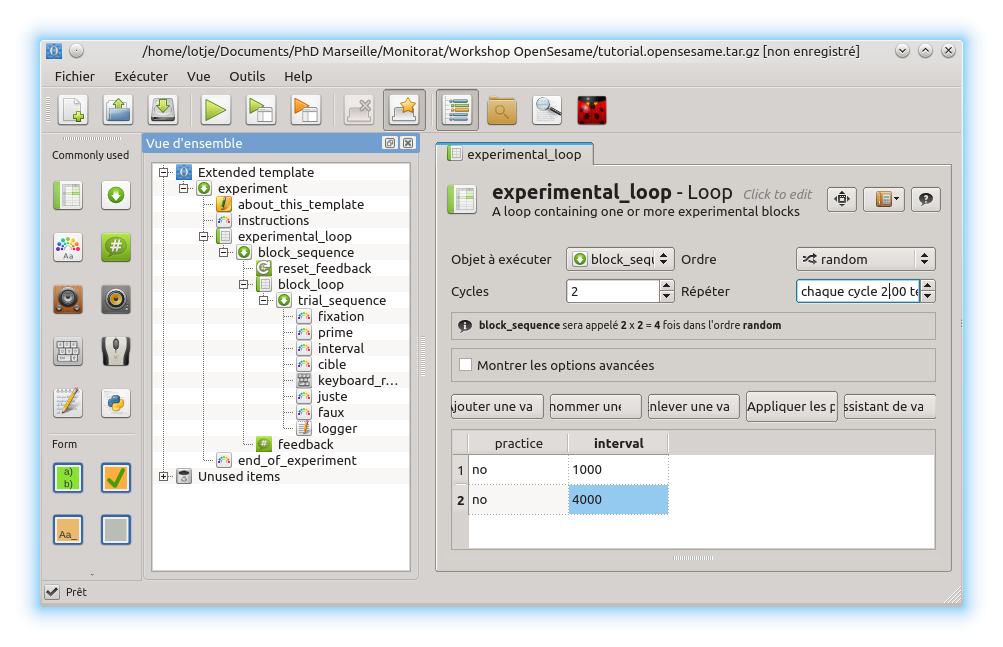 /home/lotje/Documents/PhD Marseille/Monitorat/Workshop OpenSesame/tutorial.opensesame.tar.gz [non enregistré]
Fichier Exécuter Vue Outils Help
Commonly used
Aa
#
Form
a)
b)
Aa_
Vue d'ensemble
Extended template
experiment
about_this_template
instructions
experimental_loop
block_sequence
reset_feedback
block_loop
trial_sequence
fixation
prime
interval
cible
keyboard_r...
juste
faux
logger
feedback
end_of_experiment
Unused items
experimental_loop
experimental_loop - Loop Click to edit
A loop containing one or more experimental blocks
Objet à exécuter block_sequ Ordre random
Cycles 2 Répéter chaque cycle 2,00 te
block_sequence sera appelé 2 x 2 = 4 fois dans l'ordre random
Montrer les options avancées
jouter une va nommer une nlever une va Appliquer les p ssistant de va
practice interval
1 no 1000
2 no 4000
Prêt